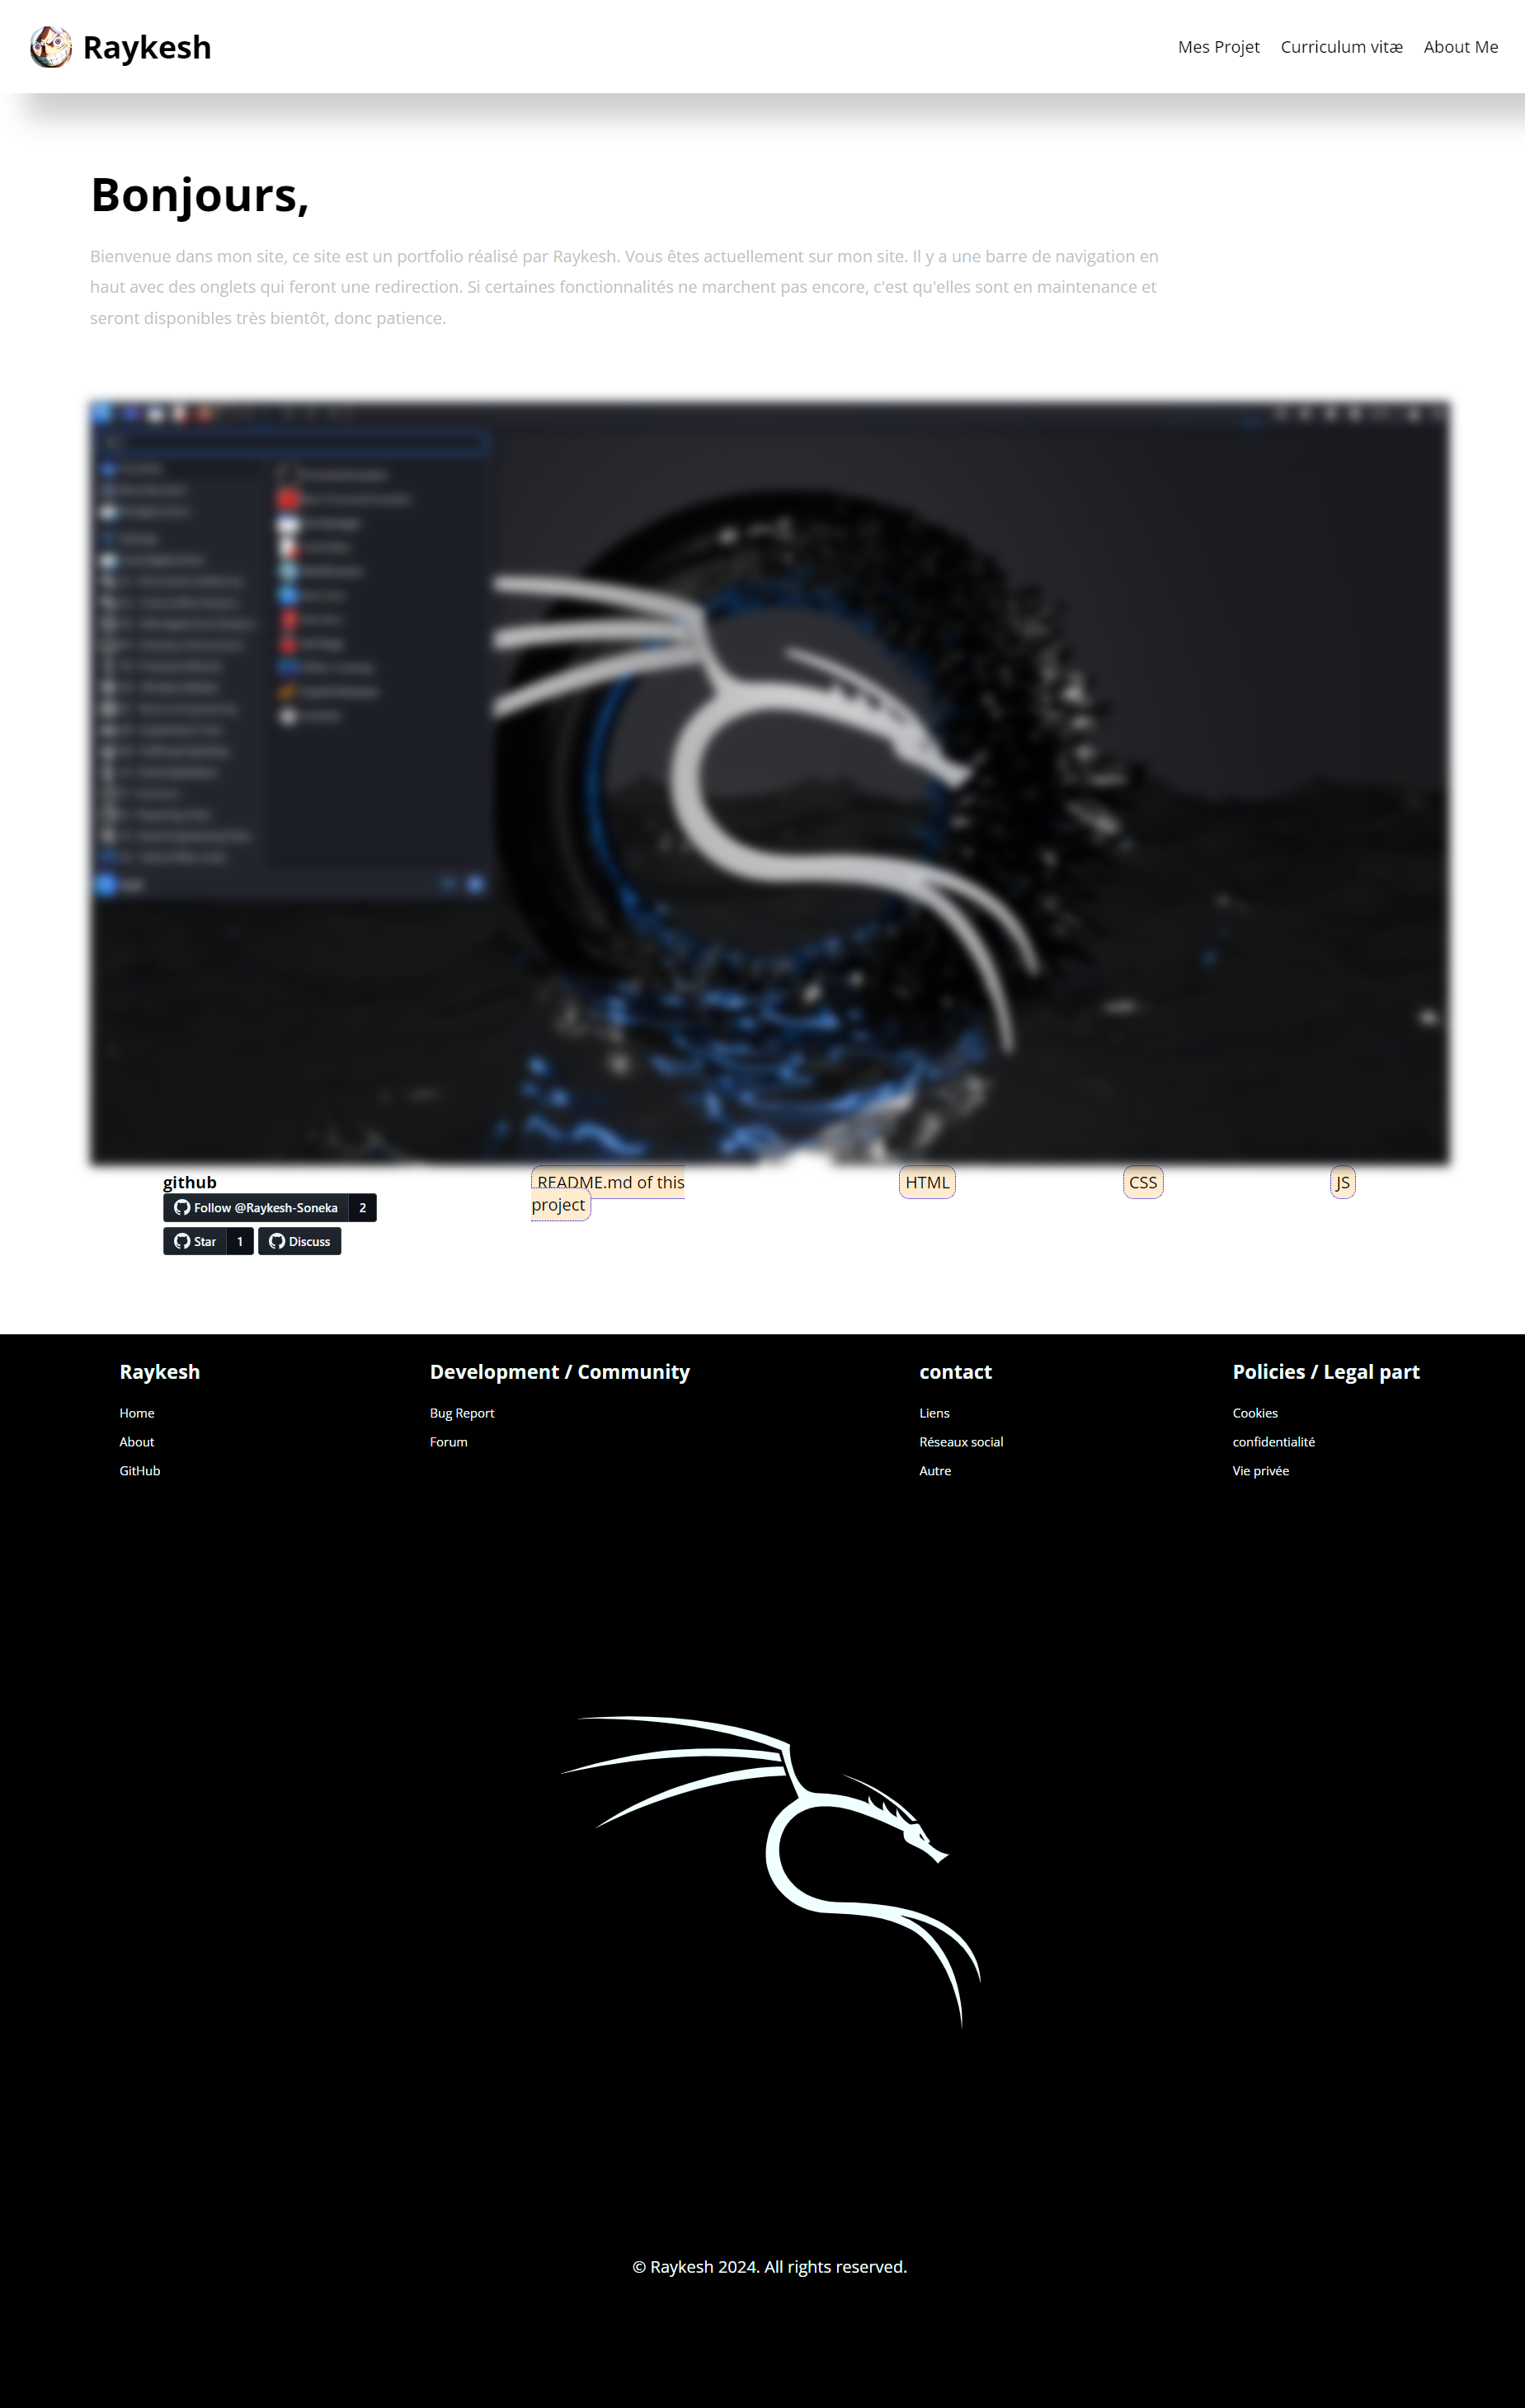 Raykesh
Mes Projet Curriculum vitæ About Me
Bonjours,
Bienvenue dans mon site, ce site est un portfolio réalisé par Raykesh. Vous êtes actuellement sur mon site. Il y a une barre de navigation en
haut avec des onglets qui feront une redirection. Si certaines fonctionnalités ne marchent pas encore, c'est qu'elles sont en maintenance et
seront disponibles très bientôt, donc patience.
github
Follow @Raykesh-Soneka 2
Star 1 Discuss
README.md of this
project
HTML
CSS
JS
Raykesh
Home
About
GitHub
Development / Community
Bug Report
Forum
contact
Liens
Réseaux social
Autre
Policies / Legal part
Cookies
confidentialité
Vie privée
© Raykesh 2024. All rights reserved.